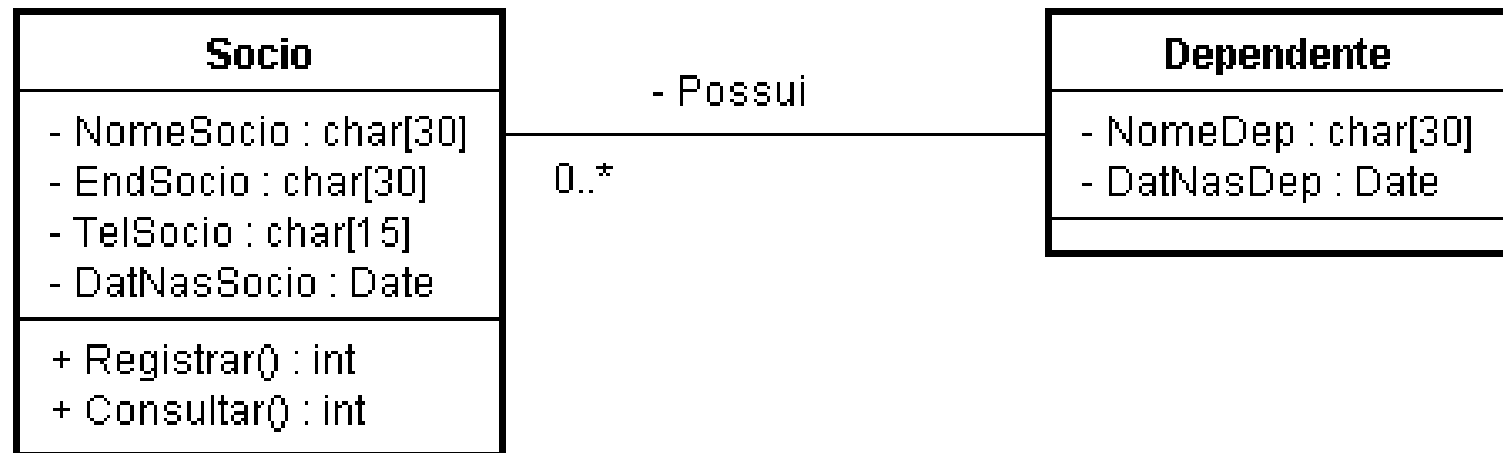 Socio
- NomeSocio : char[30]
- EndSocio : char[30]
- TelSocio : char[15]
- DatNasSocio : Date
+ Registrar() : int
+ Consultar() : int
- Possui
0..*
Dependente
- NomeDep : char[30]
- DatNasDep : Date